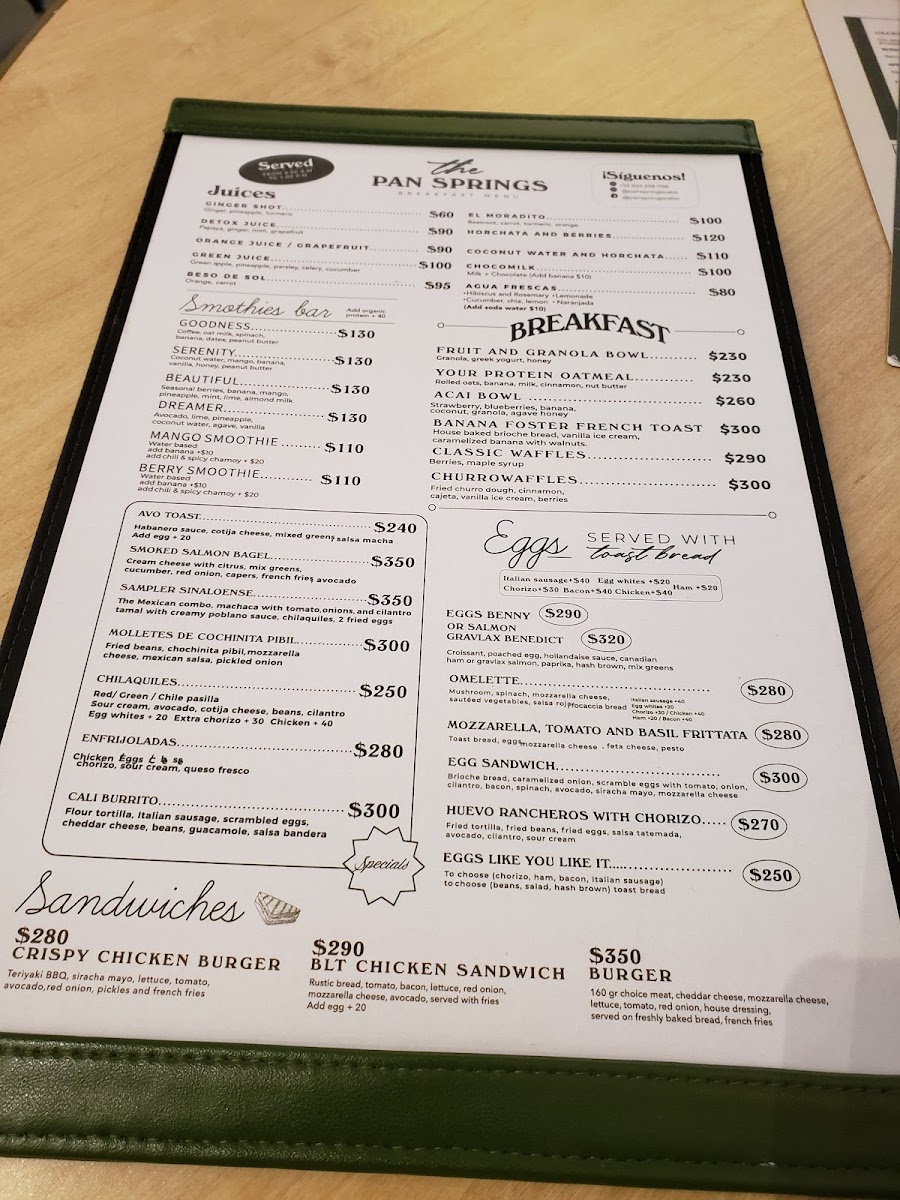 Served
the
PAN SPRINGS
BREAKFAST MENU
¡Síguenos!
Juices
GINGER SHOT $60
Ginger, pineapple, turmeric
DETOX JUICE $90
Papaya, ginger, mint, grapefruit
ORANGE JUICE / GRAPEFRUIT $90
GREEN JUICE $100
Green apple, pineapple, parsley, celery, cucumber
BESO DE SOL $95
Orange, carrot
EL MORADITO $100
Beetroot, carrot, turmeric, orange
HORCHATA AND BERRIES $120
COCONUT WATER AND HORCHATA $110
CHOCOMILK $100
Milk + Chocolate (Add banana $10)
AGUA FRESCAS $80
•Hibiscus and Rosemary •Lemonade
•Cucumber, chia, lemon •Naranjada
(Add soda water $10)
Smothies bar
Add organic
protein + 40
GOODNESS $130
Coffee, oat milk, spinach,
banana, dates, peanut butter
SERENITY $130
Coconut water, mango, banana,
vanilla, honey, peanut butter
BEAUTIFUL $130
Seasonal berries, banana, mango,
pineapple, mint, lime, almond milk
DREAMER $130
Avocado, lime, pineapple,
coconut water, agave, vanilla
MANGO SMOOTHIE $110
Water based
add banana +$10
add chili & spicy chamoy + $20
BERRY SMOOTHIE $110
Water based
add banana +$10
add chili & spicy chamoy + $20
BREAKFAST
FRUIT AND GRANOLA BOWL $230
Granola, greek yogurt, honey
YOUR PROTEIN OATMEAL $230
Rolled oats, banana, milk, cinnamon, nut butter
ACAI BOWL $260
Strawberry, blueberries, banana,
coconut, granola, agave honey
BANANA FOSTER FRENCH TOAST $300
House baked brioche bread, vanilla ice cream,
caramelized banana with walnuts.
CLASSIC WAFFLES $290
Berries, maple syrup
CHURROWAFFLES $300
Fried churro dough, cinnamon,
cajeta, vanilla ice cream, berries
AVO TOAST $240
Habanero sauce, cotija cheese, mixed greens salsa macha
Add egg + 20
SMOKED SALMON BAGEL $350
Cream cheese with citrus, mix greens,
cucumber, red onion, capers, french fries avocado
SAMPLER SINALOENSE $350
The Mexican combo, machaca with tomato,onions, and cilantro
tamal with creamy poblano sauce, chilaquiles, 2 fried eggs
MOLLETES DE COCHINITA PIBIL $300
Fried beans, chochinita pibil, mozzarella
cheese, mexican salsa, pickled onion
CHILAQUILES $250
Red/ Green / Chile pasilla
Sour cream, avocado, cotija cheese, beans, cilantro
Egg whites + 20 Extra chorizo + 30 Chicken + 40
ENFRIJOLADAS $280
Chicken Eggs
chorizo, sour cream, queso fresco
CALI BURRITO $300
Flour tortilla, Italian sausage, scrambled eggs,
cheddar cheese, beans, guacamole, salsa bandera
Specials
Eggs SERVED WITH
toast bread
Italian sausage+$40 Egg whites +$20
Chorizo+$30 Bacon+$40 Chicken+$40 Ham +$20
EGGS BENNY $290
OR SALMON
GRAVLAX BENEDICT $320
Croissant, poached egg, hollandaise sauce, canadian
ham or gravlax salmon, paprika, hash brown, mix greens
OMELETTE $280
Mushroom, spinach, mozzarella cheese,
sautéed vegetables, salsa roja focaccia bread
Italian sausage +40
Egg whites +20
Chorizo +30 / Chicken +40
Ham +20 / Bacon +40
MOZZARELLA, TOMATO AND BASIL FRITTATA $280
Toast bread, eggs, mozzarella cheese , feta cheese, pesto
EGG SANDWICH $300
Brioche bread, caramelized onion, scramble eggs with tomato, onion,
cilantro, bacon, spinach, avocado, siracha mayo, mozzarella cheese
HUEVO RANCHEROS WITH CHORIZO $270
Fried tortilla, fried beans, fried eggs, salsa tatemada,
avocado, cilantro, sour cream
EGGS LIKE YOU LIKE IT $250
To choose (chorizo, ham, bacon, italian sausage)
to choose (beans, salad, hash brown) toast bread
Sandwiches
$280
CRISPY CHICKEN BURGER
Teriyaki BBQ, siracha mayo, lettuce, tomato,
avocado,red onion, pickles and french fries
$290
BLT CHICKEN SANDWICH
Rustic bread, tomato, bacon, lettuce, red onion,
mozzarella cheese, avocado, served with fries
Add egg + 20
$350
BURGER
160 gr choice meat, cheddar cheese, mozzarella cheese,
lettuce, tomato, red onion, house dressing,
served on freshly baked bread, french fries